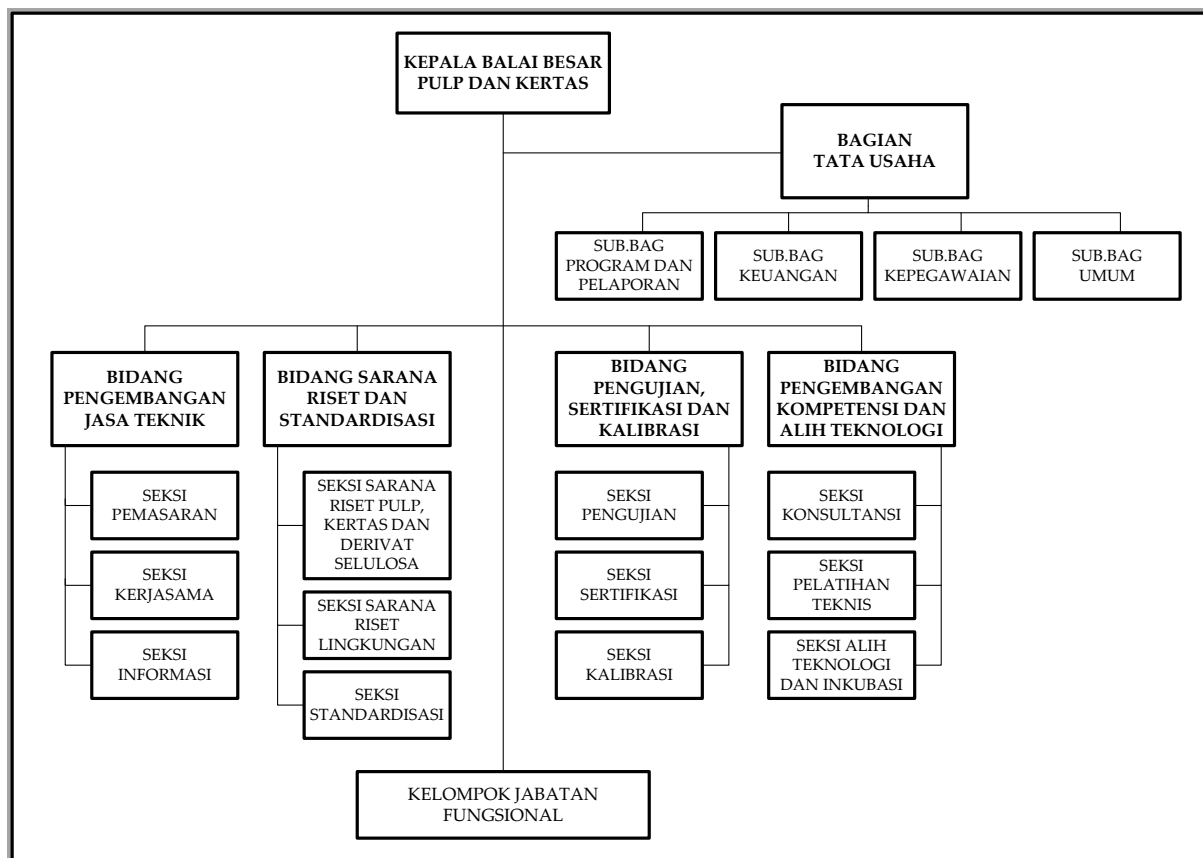 KEPALA BALAI BESAR
PULP DAN KERTAS
BAGIAN
TATA USAHA
SUB.BAG
PROGRAM DAN
PELAPORAN
SUB.BAG
KEUANGAN
SUB.BAG
KEPEGAWAIAN
SUB.BAG
UMUM
BIDANG
PENGEMBANGAN
JASA TEKNIK
BIDANG SARANA
RISET DAN
STANDARDISASI
BIDANG
PENGUJIAN,
SERTIFIKASI DAN
KALIBRASI
BIDANG
PENGEMBANGAN
KOMPETENSI DAN
ALIH TEKNOLOGI
SEKSI
PEMASARAN
SEKSI
KERJASAMA
SEKSI
INFORMASI
SEKSI SARANA
RISET PULP,
KERTAS DAN
DERIVAT
SELULOSA
SEKSI SARANA
RISET
LINGKUNGAN
SEKSI
STANDARDISASI
SEKSI
PENGUJIAN
SEKSI
SERTIFIKASI
SEKSI
KALIBRASI
SEKSI
KONSULTANSI
SEKSI
PELATIHAN
TEKNIS
SEKSI ALIH
TEKNOLOGI
DAN INKUBASI
KELOMPOK JABATAN
FUNGSIONAL